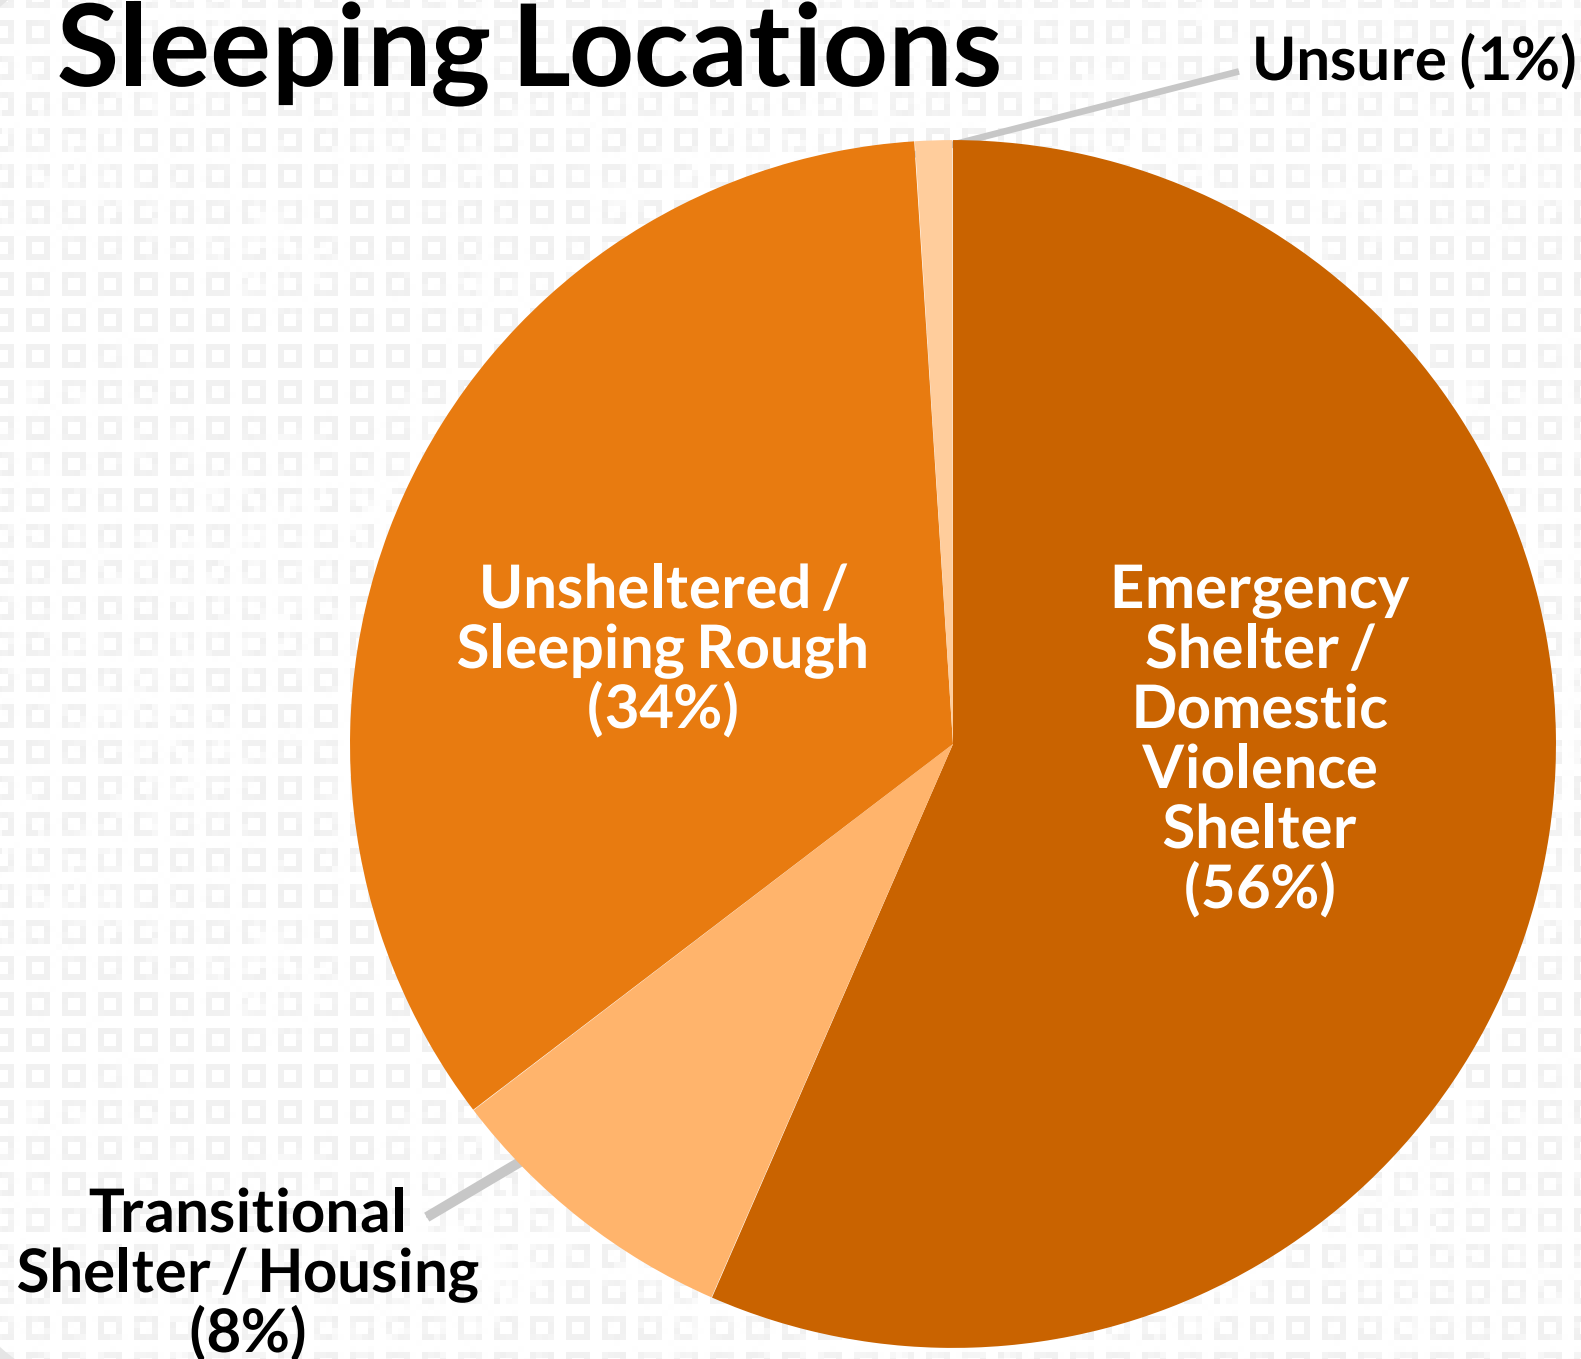 Sleeping Locations
Unsure (1%)
Unsheltered /
Sleeping Rough
(34%)
Emergency
Shelter /
Domestic
Violence
Shelter
(56%)
Transitional
Shelter / Housing
(8%)